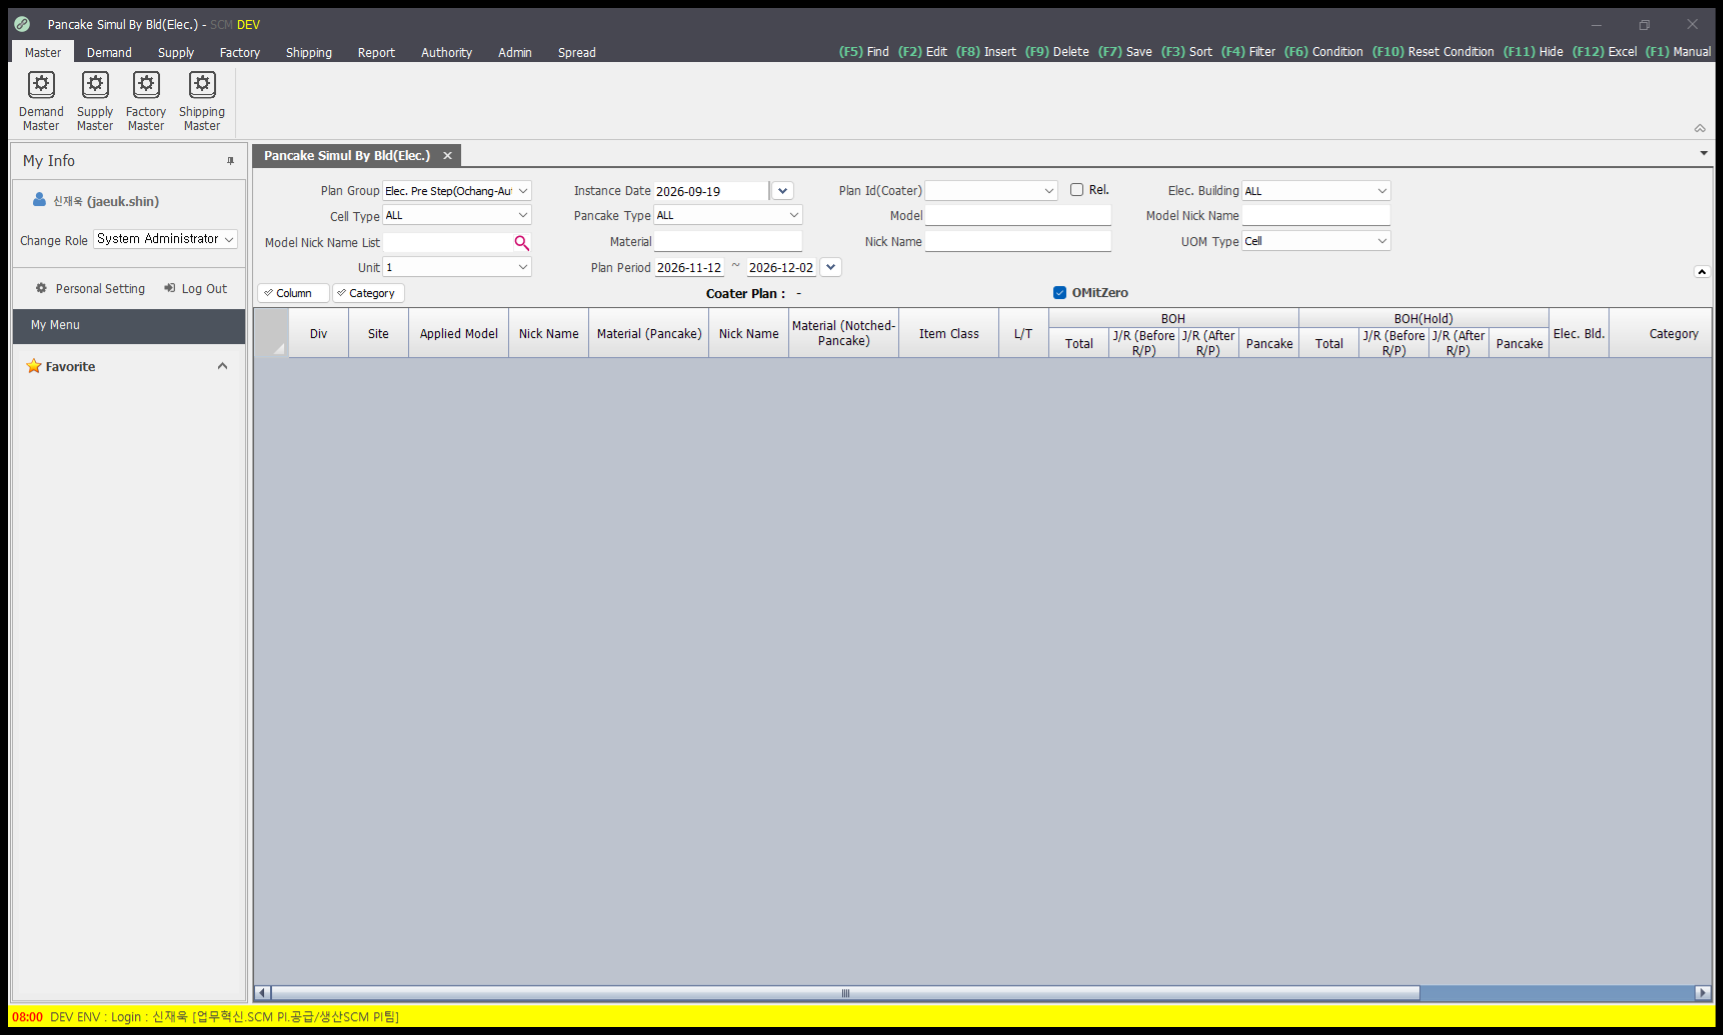 Pancake Simul By Bld(Elec.) - SCM DEV
Master Demand Supply Factory Shipping Report Authority Admin Spread
(F5) Find (F2) Edit (F8) Insert (F9) Delete (F7) Save (F3) Sort (F4) Filter (F6) Condition (F10) Reset Condition (F11) Hide (F12) Excel (F1) Manual
Demand Master
Supply Master
Factory Master
Shipping Master
My Info
신재욱 (jaeuk.shin)
Change Role System Administrator
Personal Setting Log Out
My Menu
Favorite
Pancake Simul By Bld(Elec.)
Plan Group Elec. Pre Step(Ochang-Au Instance Date 2026-09-19 Plan Id(Coater) Rel. Elec. Building ALL
Cell Type ALL Pancake Type ALL Model Model Nick Name
Model Nick Name List Material Nick Name UOM Type Cell
Unit 1 Plan Period 2026-11-12 ~ 2026-12-02
Column Category Coater Plan : - OMitZero
Div Site Applied Model Nick Name Material (Pancake) Nick Name Material (Notched-Pancake) Item Class L/T BOH BOH(Hold) Elec. Bld. Category
Total J/R (Before R/P) J/R (After R/P) Pancake Total J/R (Before R/P) J/R (After R/P) Pancake
08:00 DEV ENV : Login : 신재욱 [업무혁신.SCM PI.공급/생산SCM PI팀]